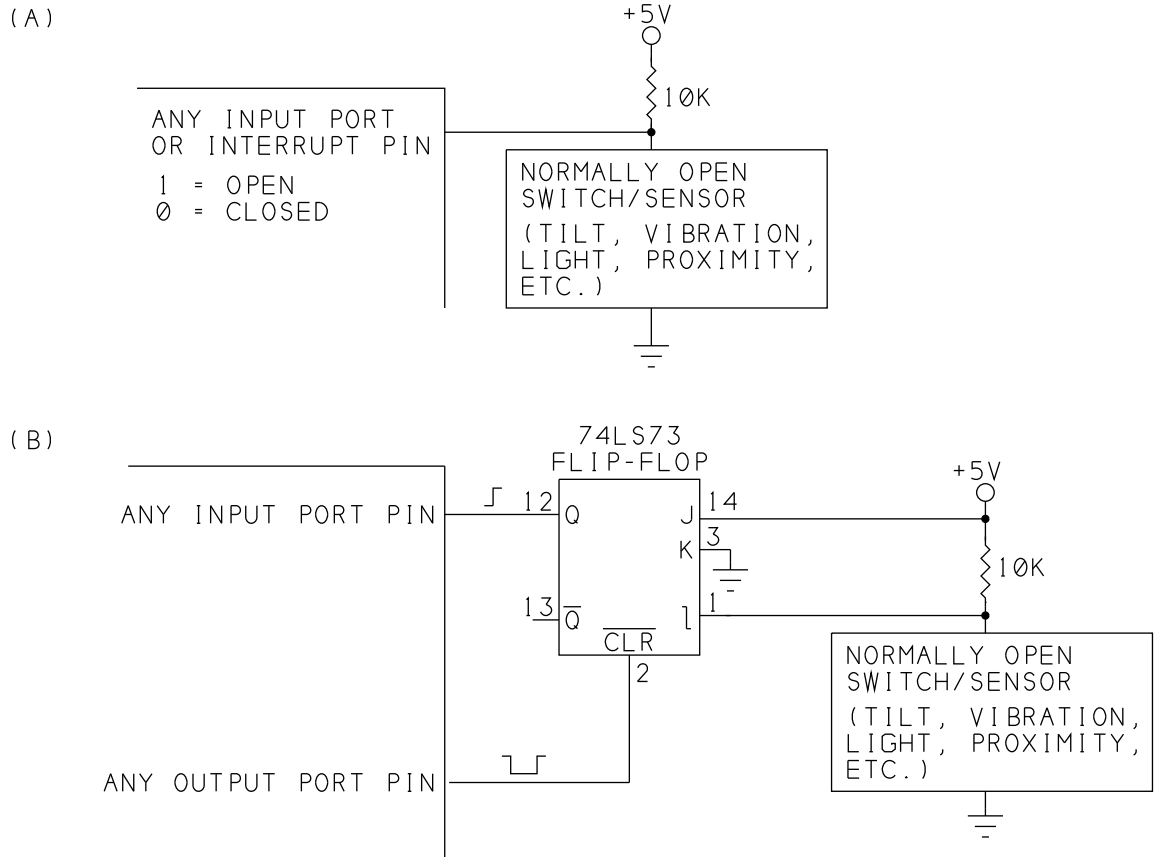 (A)
+5V
10K
ANY INPUT PORT
OR INTERRUPT PIN
1 = OPEN
0 = CLOSED
NORMALLY OPEN
SWITCH/SENSOR
(TILT, VIBRATION,
LIGHT, PROXIMITY,
ETC.)
(B)
74LS73
FLIP-FLOP
+5V
ANY INPUT PORT PIN
12
Q
J
14
K
3
10K
13
Q
1
CLR
2
NORMALLY OPEN
SWITCH/SENSOR
(TILT, VIBRATION,
LIGHT, PROXIMITY,
ETC.)
ANY OUTPUT PORT PIN